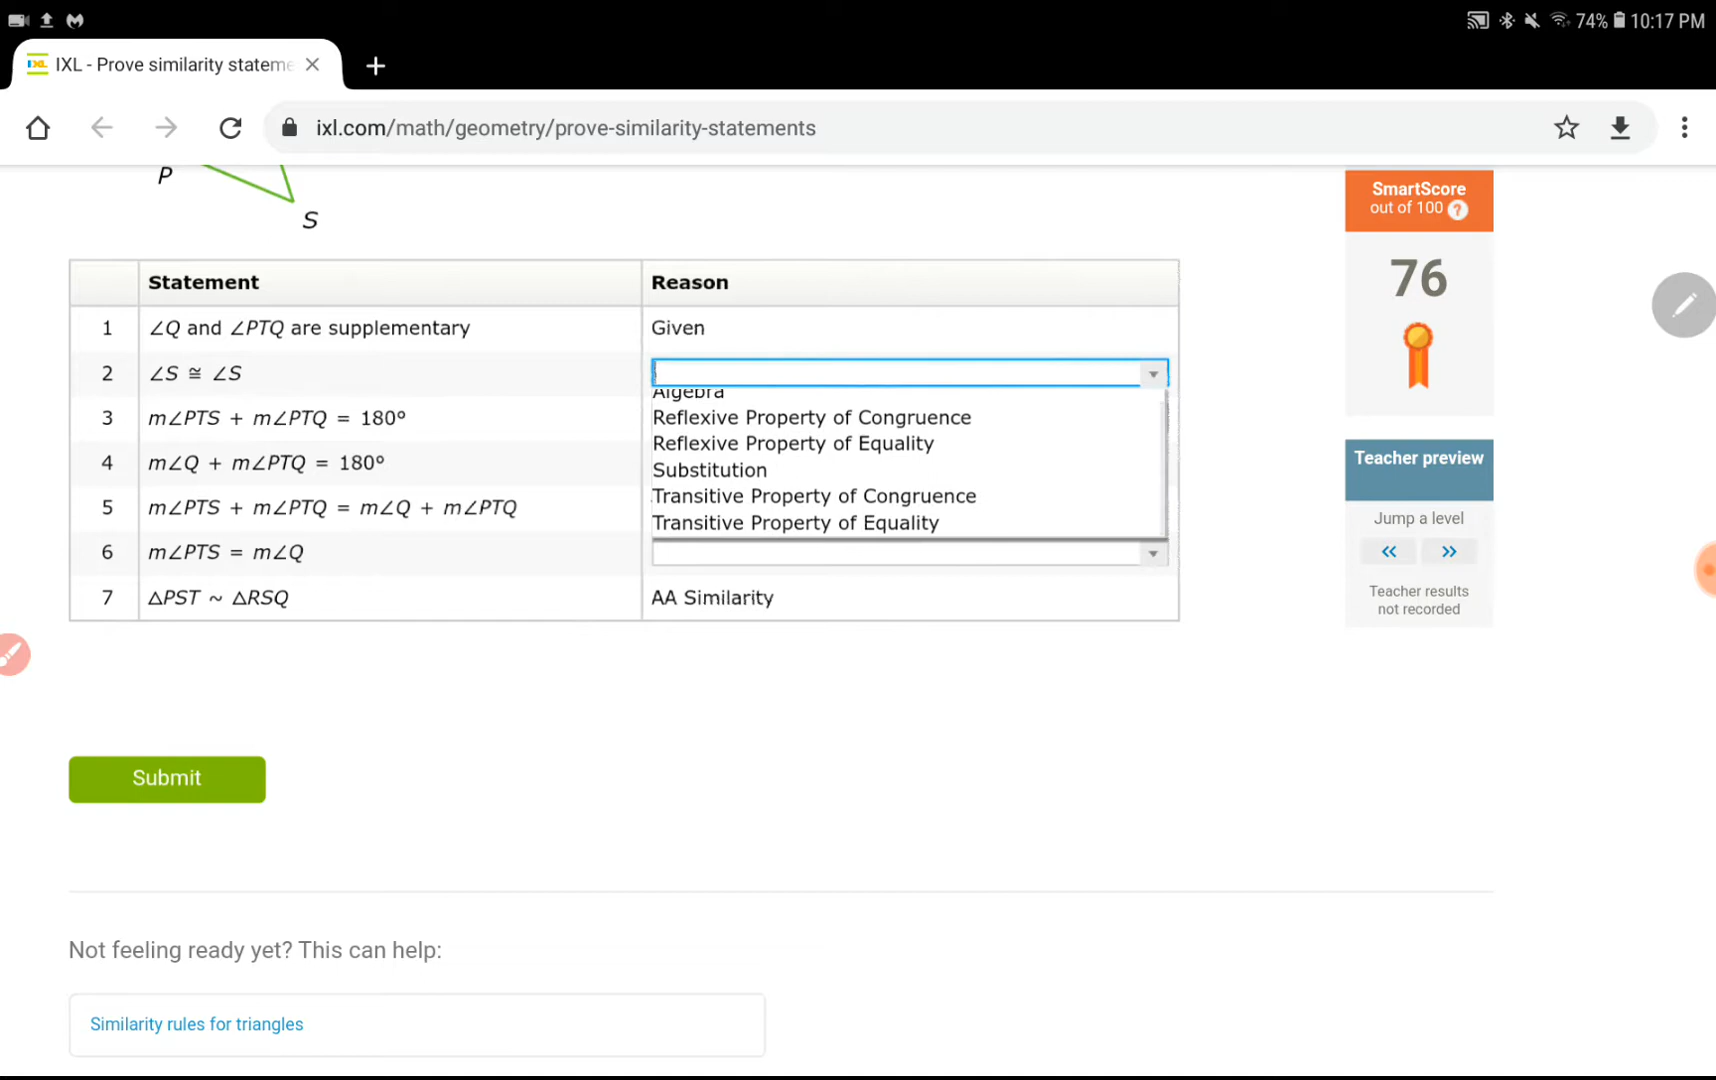 74% 10:17 PM
IXL - Prove similarity stateme
ixl.com/math/geometry/prove-similarity-statements
P
S
SmartScore
out of 100 ?
76
Statement Reason
1 ∠Q and ∠PTQ are supplementary Given
2 ∠S ≅ ∠S
Algebra
Reflexive Property of Congruence
3 m∠PTS + m∠PTQ = 180°
Reflexive Property of Equality
4 m∠Q + m∠PTQ = 180°
Substitution
Transitive Property of Congruence
5 m∠PTS + m∠PTQ = m∠Q + m∠PTQ
Transitive Property of Equality
6 m∠PTS = m∠Q
7 △PST ~ △RSQ AA Similarity
Teacher preview
Jump a level
Teacher results
not recorded
Submit
Not feeling ready yet? This can help:
Similarity rules for triangles